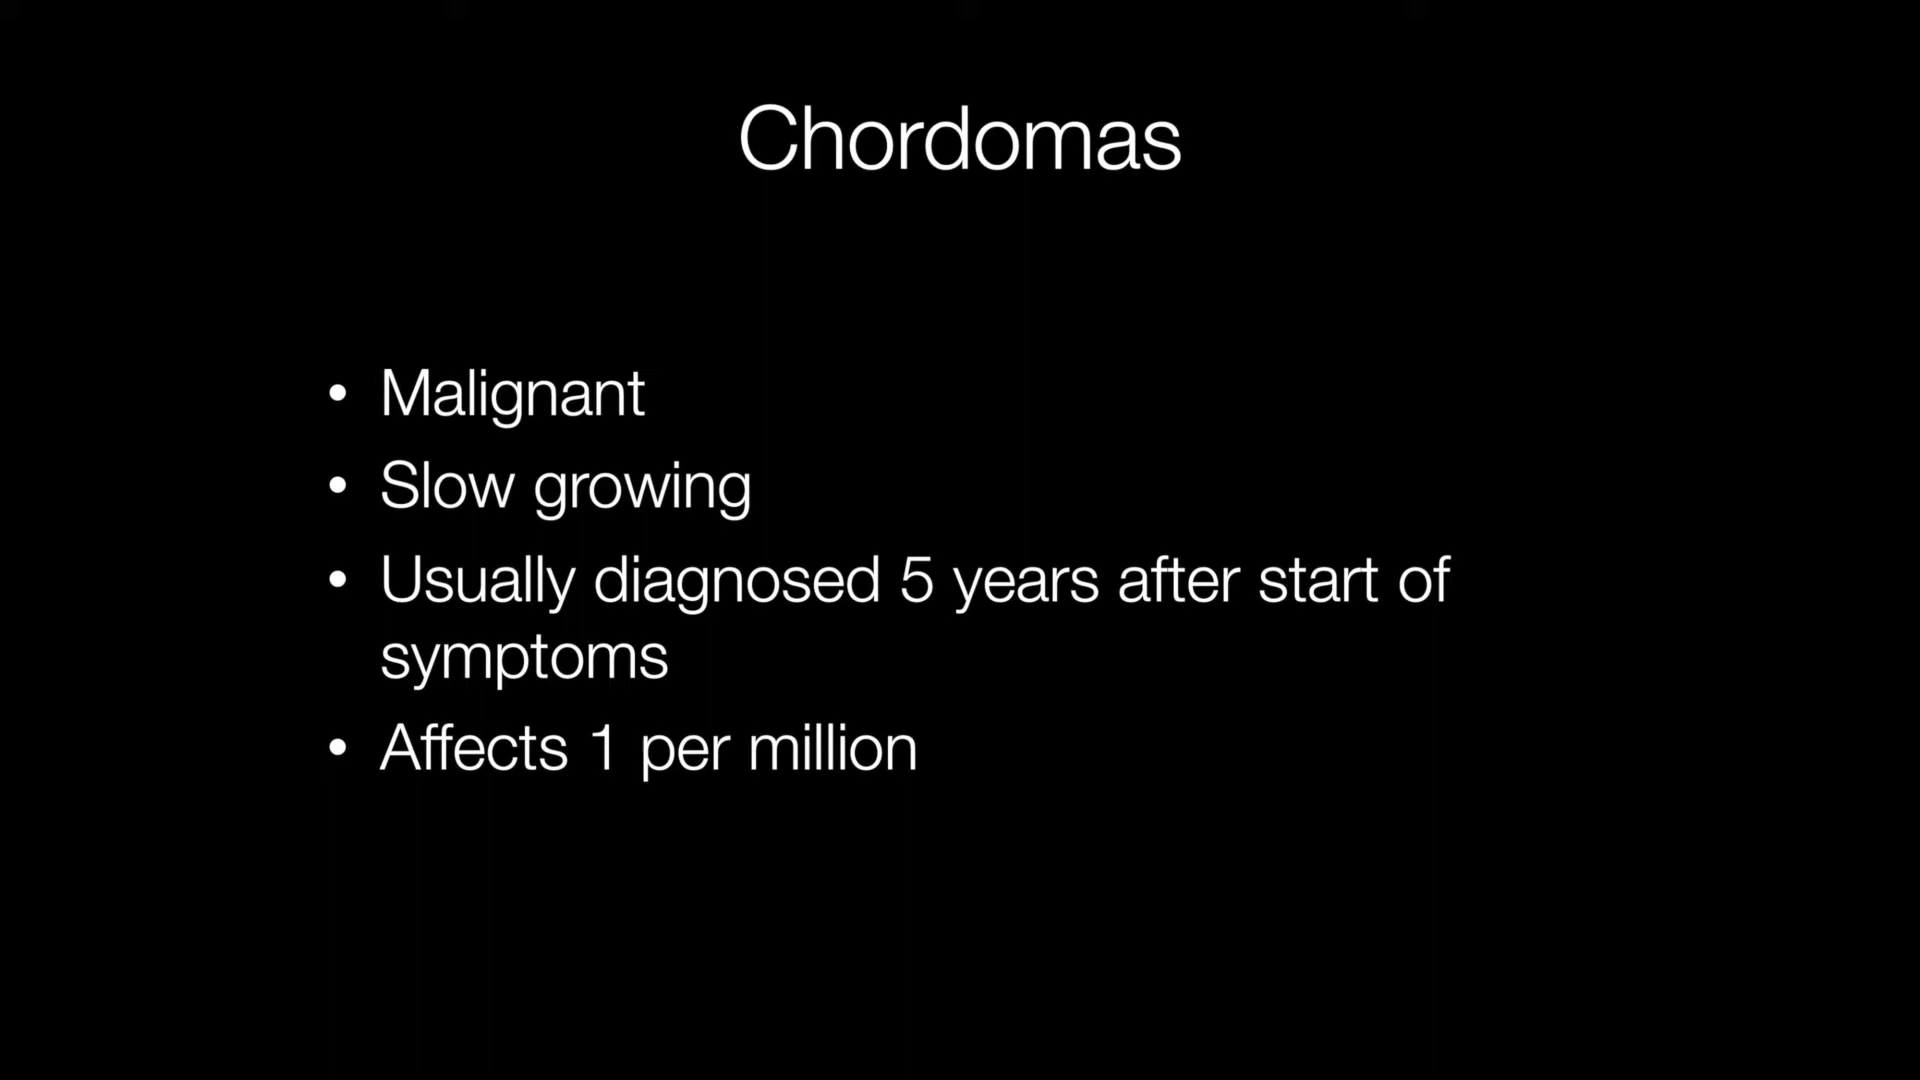 Chordomas
• Malignant
• Slow growing
• Usually diagnosed 5 years after start of
symptoms
• Affects 1 per million